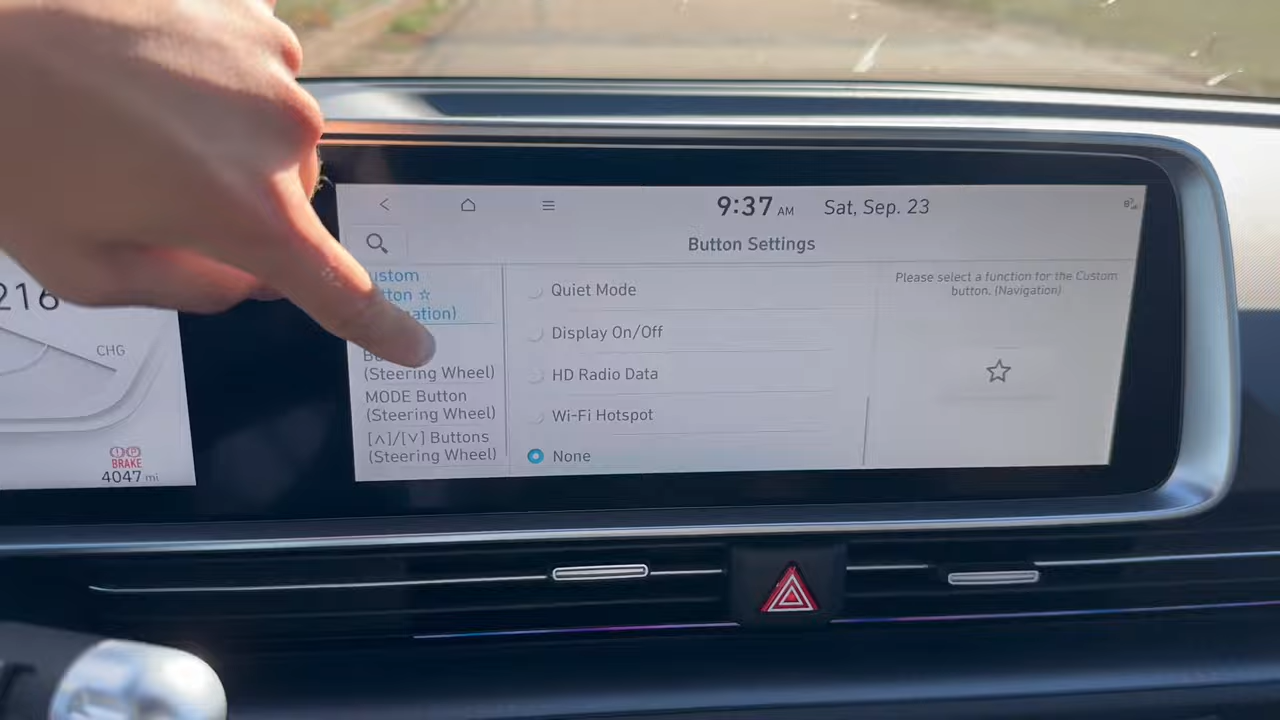 9:37 AM Sat, Sep. 23
Button Settings
ustom
tton ☆
ation)
(Steering Wheel)
MODE Button
(Steering Wheel)
[∧]/[∨] Buttons
(Steering Wheel)
Quiet Mode
Display On/Off
HD Radio Data
Wi-Fi Hotspot
None
Please select a function for the Custom
button. (Navigation)
216
CHG
BRAKE
4047 mi